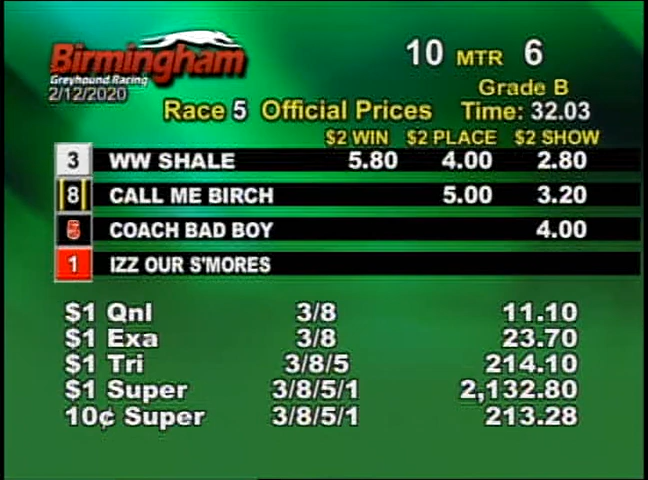 Birmingham
Greyhound Racing
2/12/2020
10 MTR 6
Grade B
Race 5 Official Prices Time: 32.03
$2 WIN $2 PLACE $2 SHOW
3 WW SHALE 5.80 4.00 2.80
8 CALL ME BIRCH 5.00 3.20
5 COACH BAD BOY 4.00
1 IZZ OUR S'MORES
$1 Qnl 3/8 11.10
$1 Exa 3/8 23.70
$1 Tri 3/8/5 214.10
$1 Super 3/8/5/1 2,132.80
10¢ Super 3/8/5/1 213.28